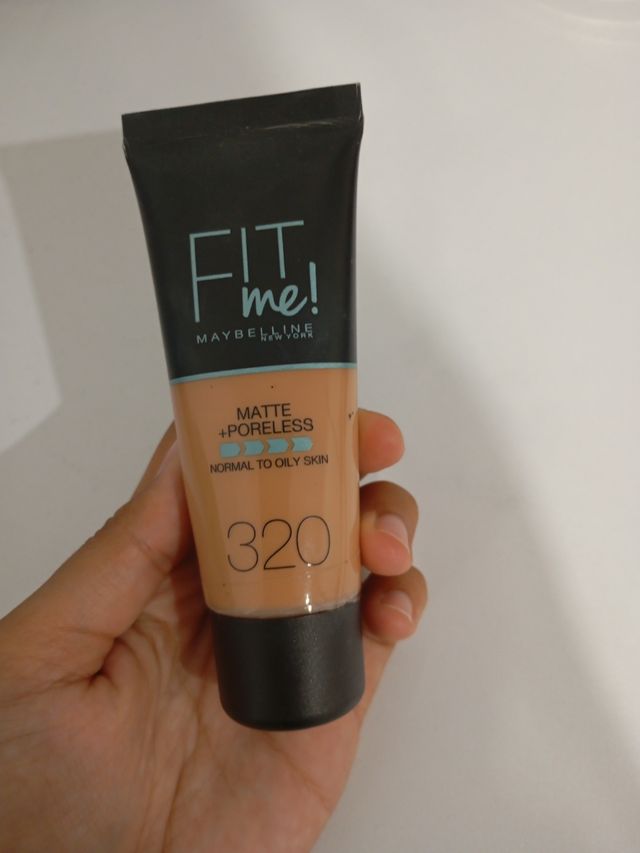 FIT
me!
MAYBELLINE
NEW YORK
MATTE
+PORELESS
NORMAL TO OILY SKIN
320